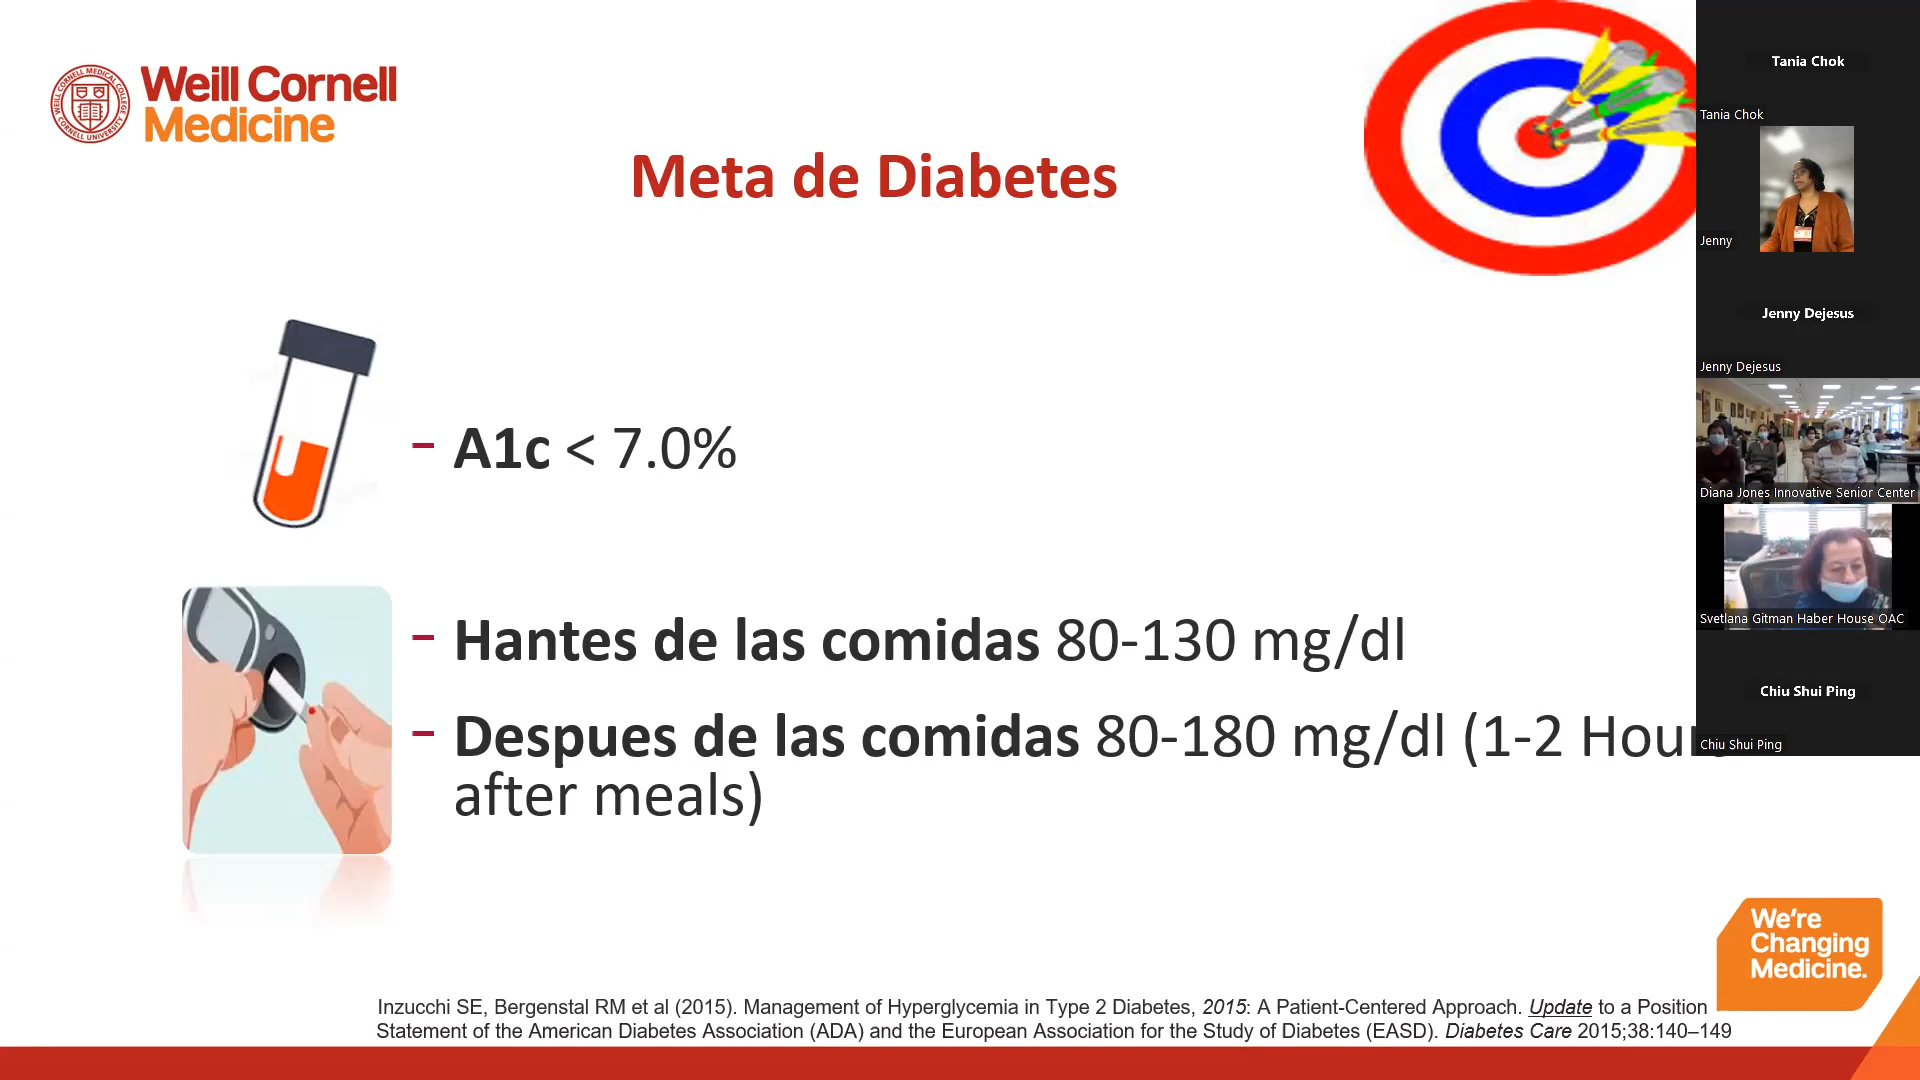 Weill Cornell
Medicine
Meta de Diabetes
- A1c < 7.0%
- Hantes de las comidas 80-130 mg/dl
- Despues de las comidas 80-180 mg/dl (1-2 Hours
after meals)
We're
Changing
Medicine.
Inzucchi SE, Bergenstal RM et al (2015). Management of Hyperglycemia in Type 2 Diabetes, 2015: A Patient-Centered Approach. Update to a Position
Statement of the American Diabetes Association (ADA) and the European Association for the Study of Diabetes (EASD). Diabetes Care 2015;38:140–149
Tania Chok
Tania Chok
Jenny
Jenny Dejesus
Jenny Dejesus
Diana Jones Innovative Senior Center
Svetlana Gitman Haber House OAC
Chiu Shui Ping
Chiu Shui Ping